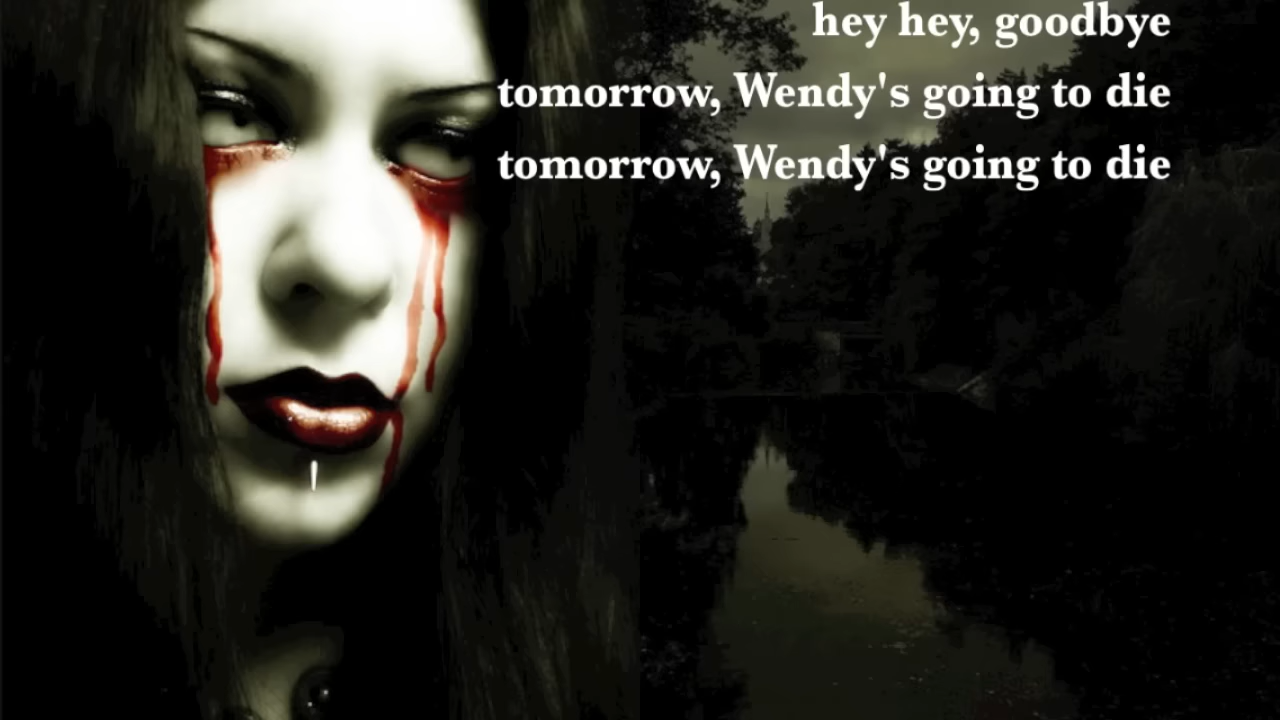 hey hey, goodbye
tomorrow, Wendy's going to die
tomorrow, Wendy's going to die